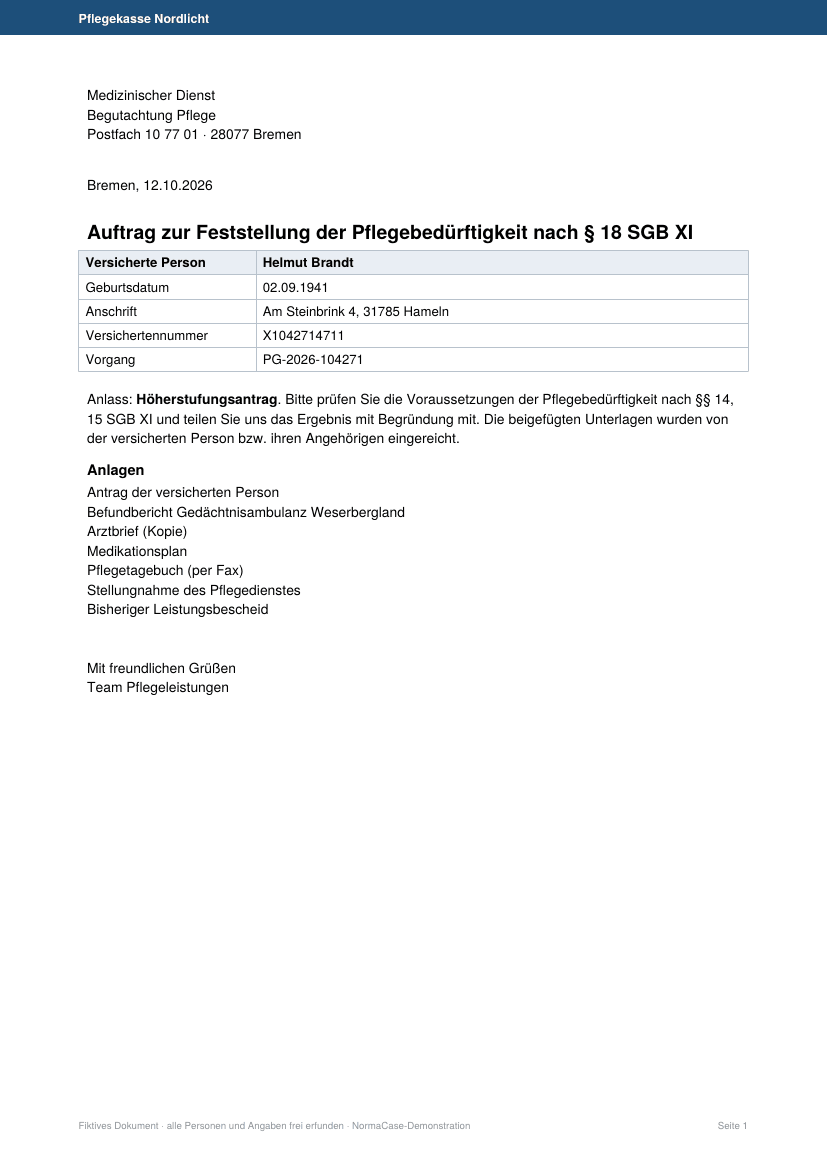 Pflegekasse Nordlicht
Medizinischer Dienst
Begutachtung Pflege
Postfach 10 77 01 · 28077 Bremen
Bremen, 12.10.2026
Auftrag zur Feststellung der Pflegebedürftigkeit nach § 18 SGB XI
Versicherte Person Helmut Brandt
Geburtsdatum 02.09.1941
Anschrift Am Steinbrink 4, 31785 Hameln
Versichertennummer X1042714711
Vorgang PG-2026-104271
Anlass: Höherstufungsantrag. Bitte prüfen Sie die Voraussetzungen der Pflegebedürftigkeit nach §§ 14,
15 SGB XI und teilen Sie uns das Ergebnis mit Begründung mit. Die beigefügten Unterlagen wurden von
der versicherten Person bzw. ihren Angehörigen eingereicht.
Anlagen
Antrag der versicherten Person
Befundbericht Gedächtnisambulanz Weserbergland
Arztbrief (Kopie)
Medikationsplan
Pflegetagebuch (per Fax)
Stellungnahme des Pflegedienstes
Bisheriger Leistungsbescheid
Mit freundlichen Grüßen
Team Pflegeleistungen
Fiktives Dokument · alle Personen und Angaben frei erfunden · NormaCase-Demonstration Seite 1